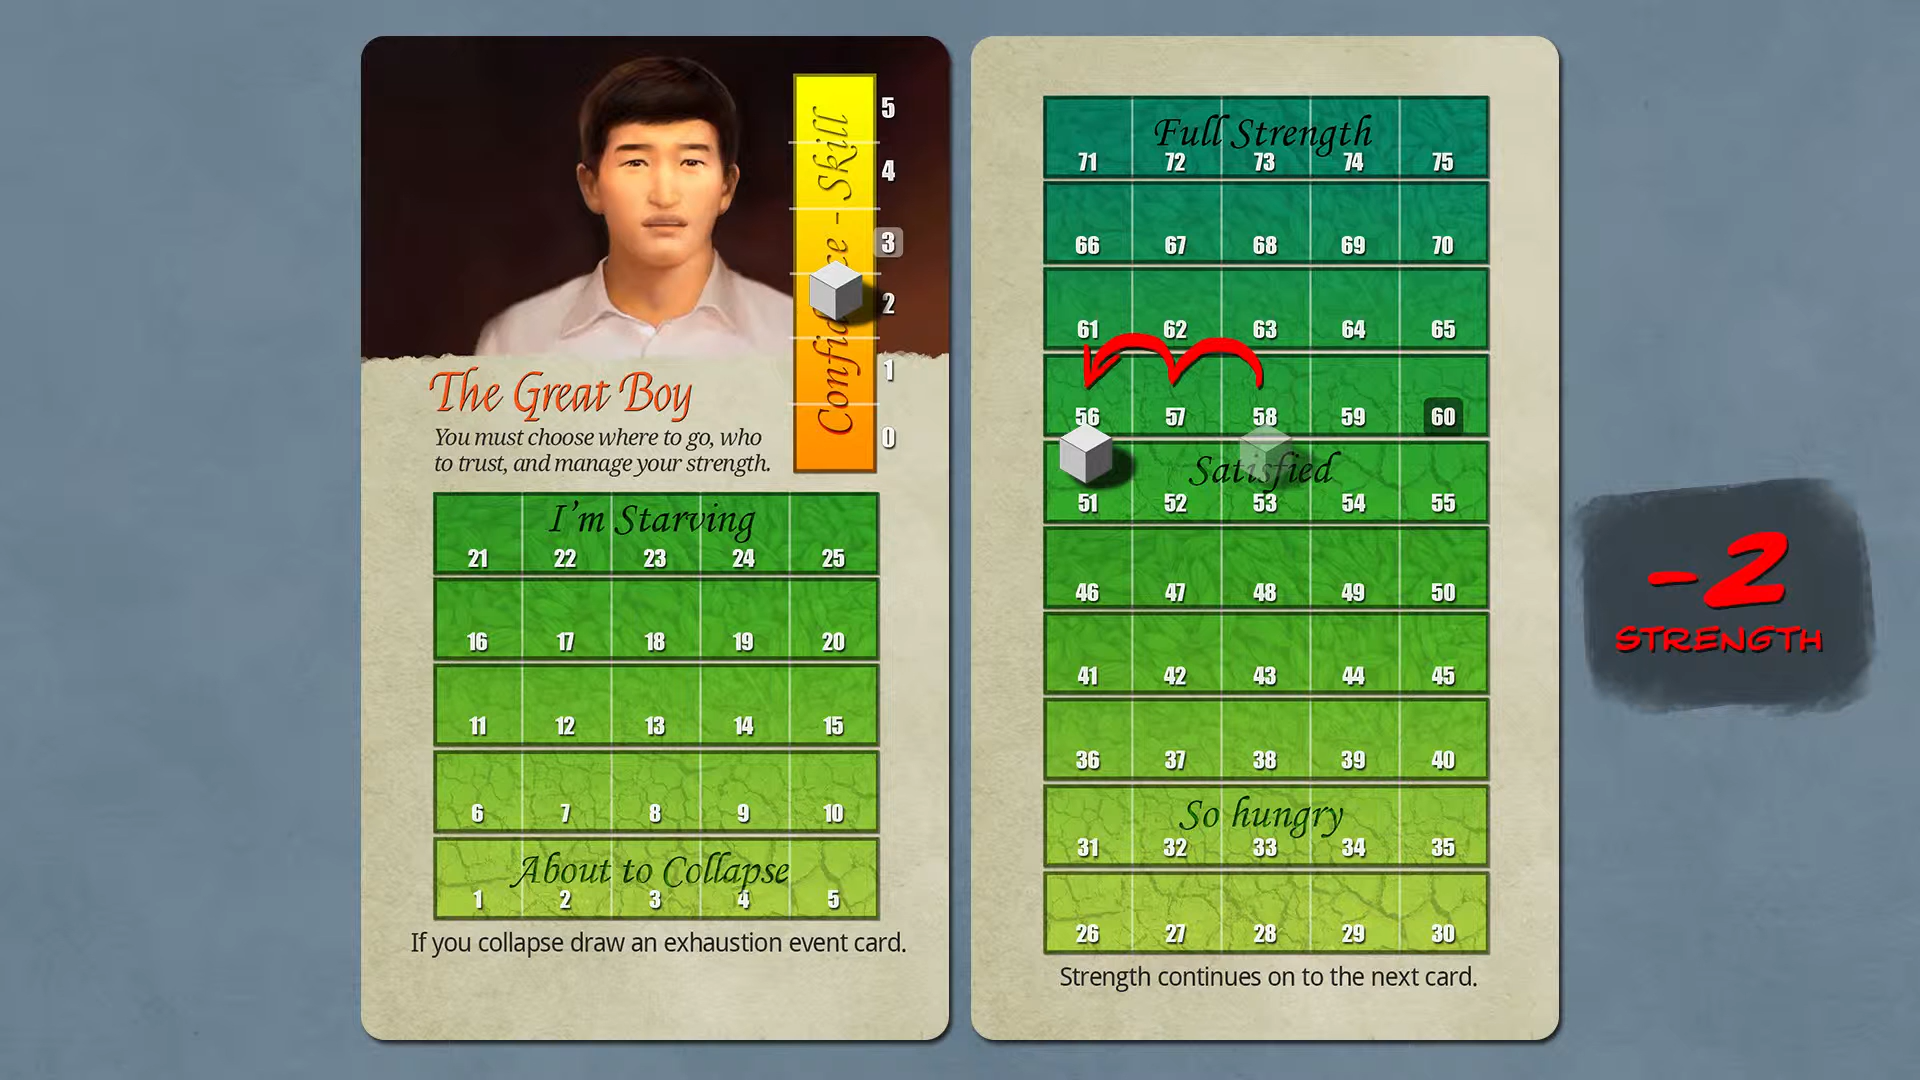 Confidence - Skill
5
4
3
2
1
0
The Great Boy
You must choose where to go, who
to trust, and manage your strength.
I'm Starving
21 22 23 24 25
16 17 18 19 20
11 12 13 14 15
6 7 8 9 10
About to Collapse
1 2 3 4 5
If you collapse draw an exhaustion event card.
Full Strength
71 72 73 74 75
66 67 68 69 70
61 62 63 64 65
56 57 58 59 60
Satisfied
51 52 53 54 55
46 47 48 49 50
41 42 43 44 45
36 37 38 39 40
So hungry
31 32 33 34 35
26 27 28 29 30
Strength continues on to the next card.
-2
STRENGTH